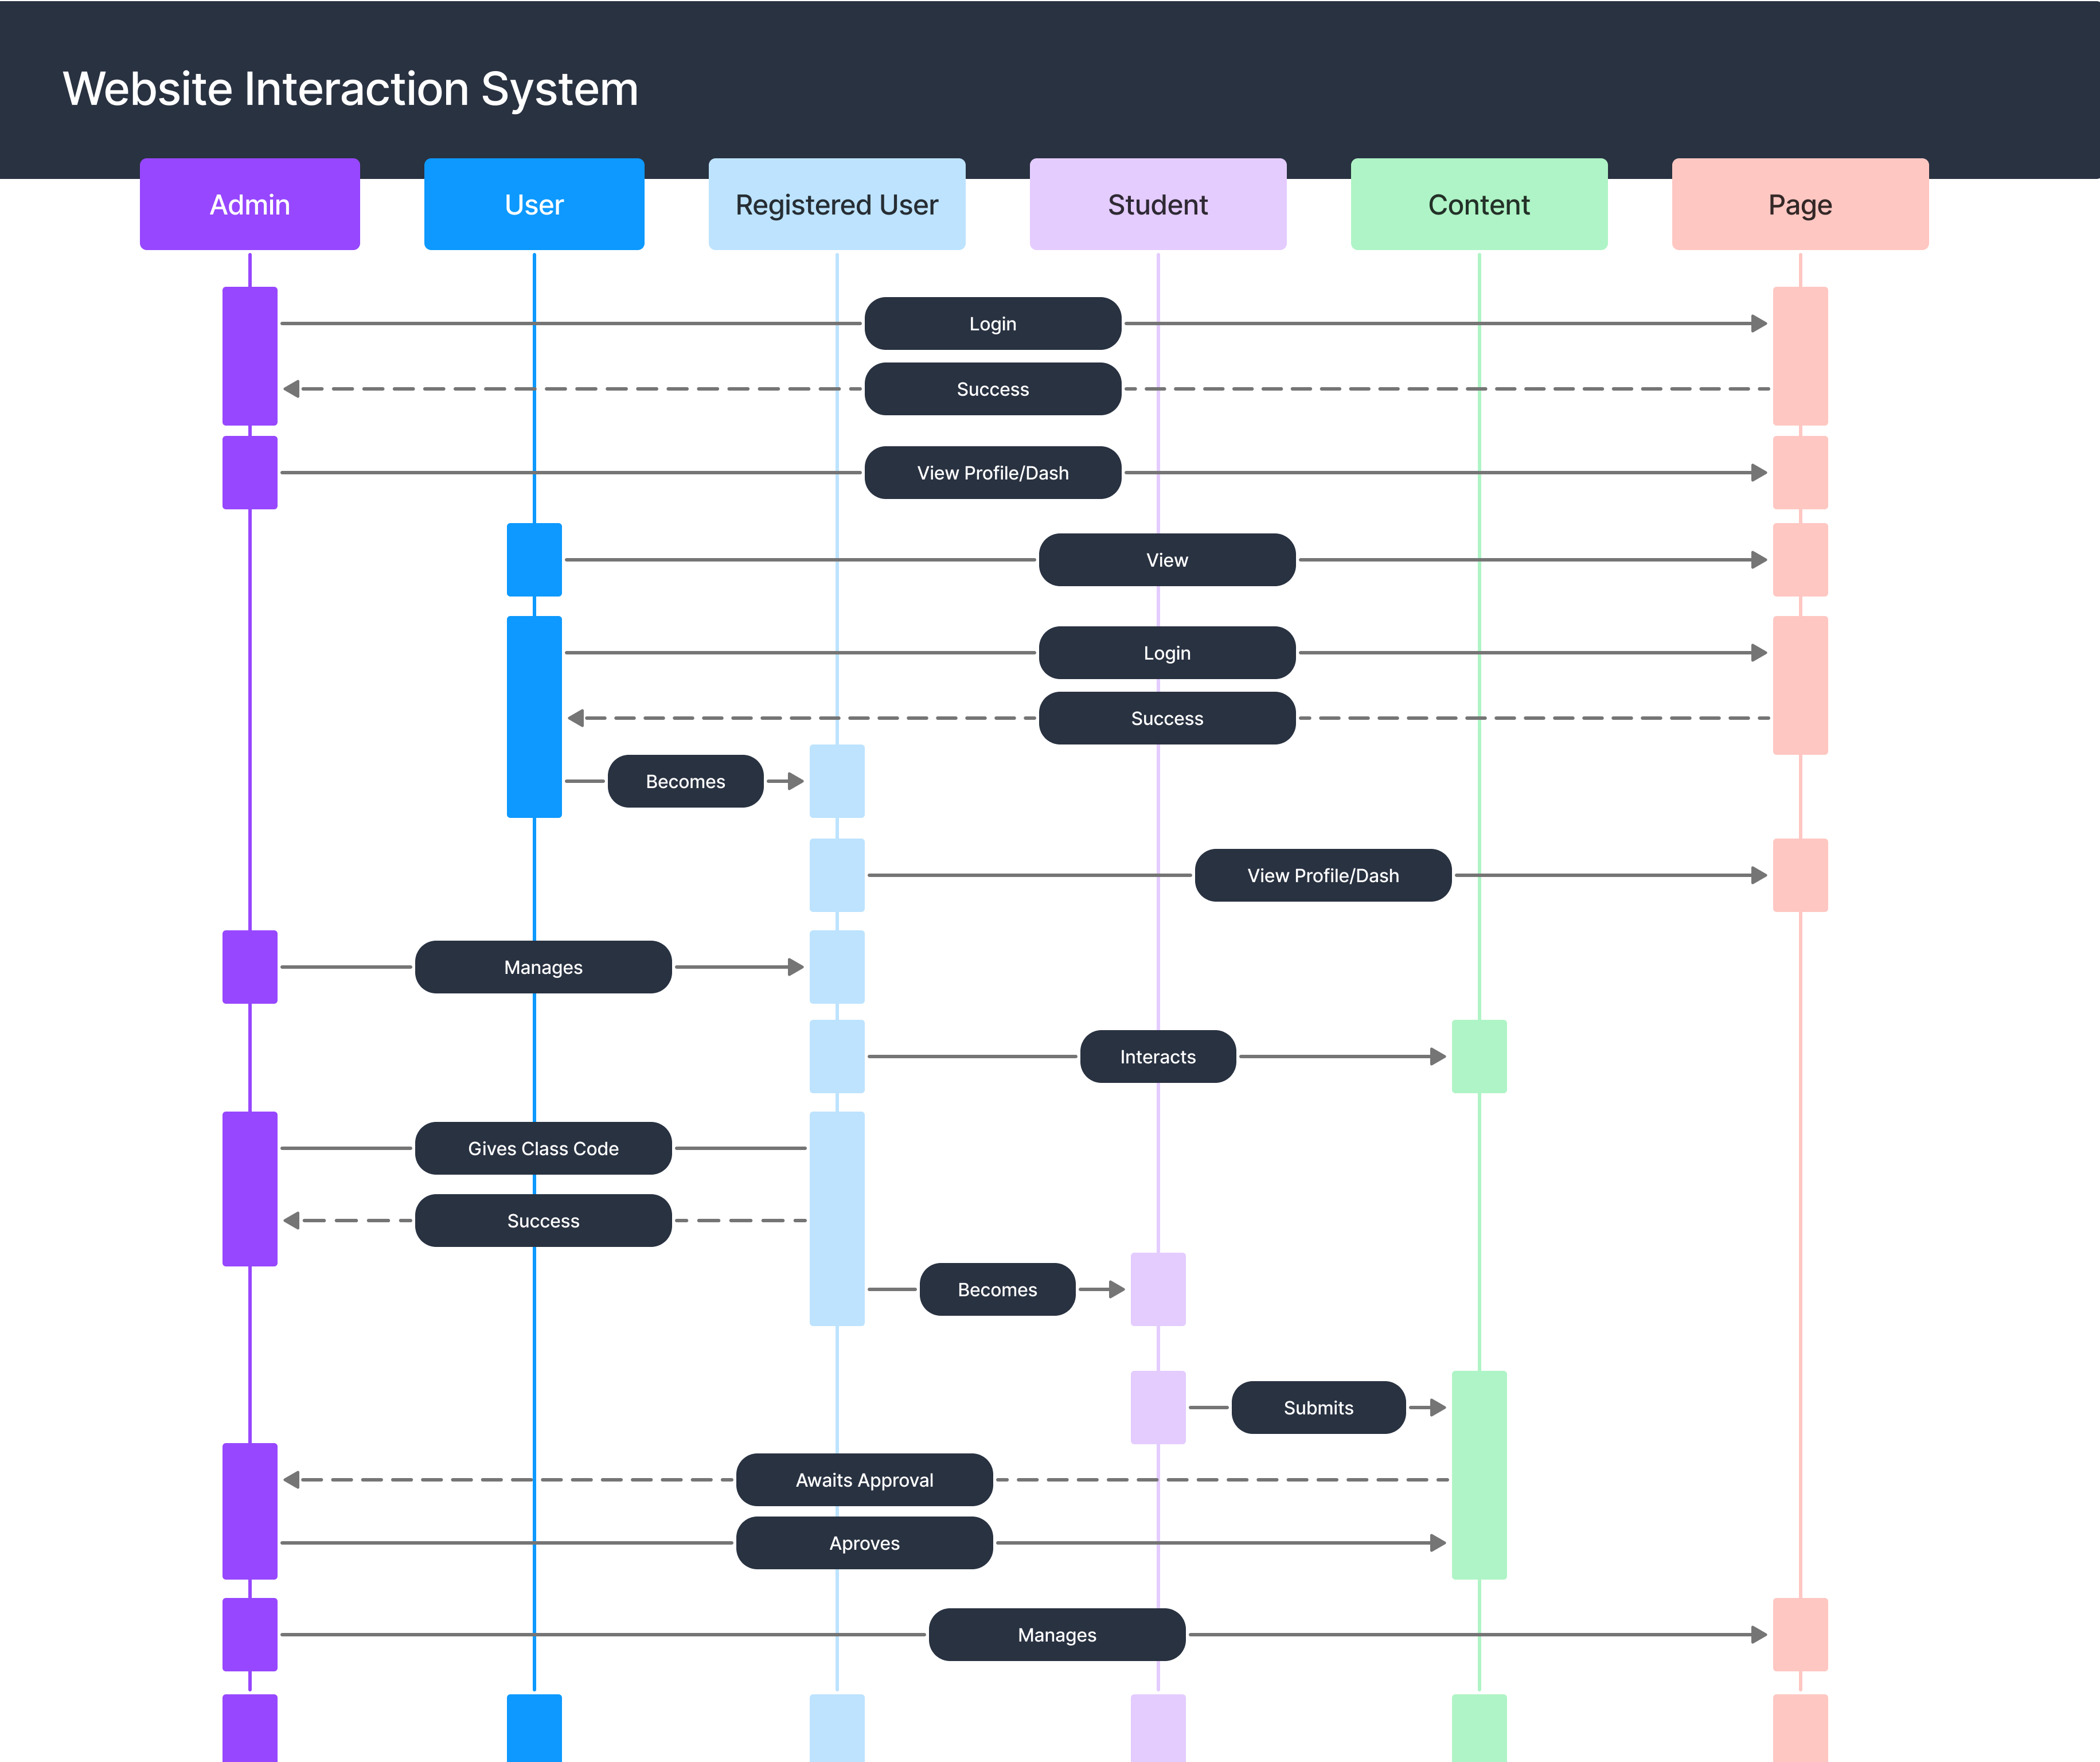 Website Interaction System
Admin
User
Registered User
Student
Content
Page
Login
Success
View Profile/Dash
View
Login
Success
Becomes
View Profile/Dash
Manages
Interacts
Gives Class Code
Success
Becomes
Submits
Awaits Approval
Aproves
Manages